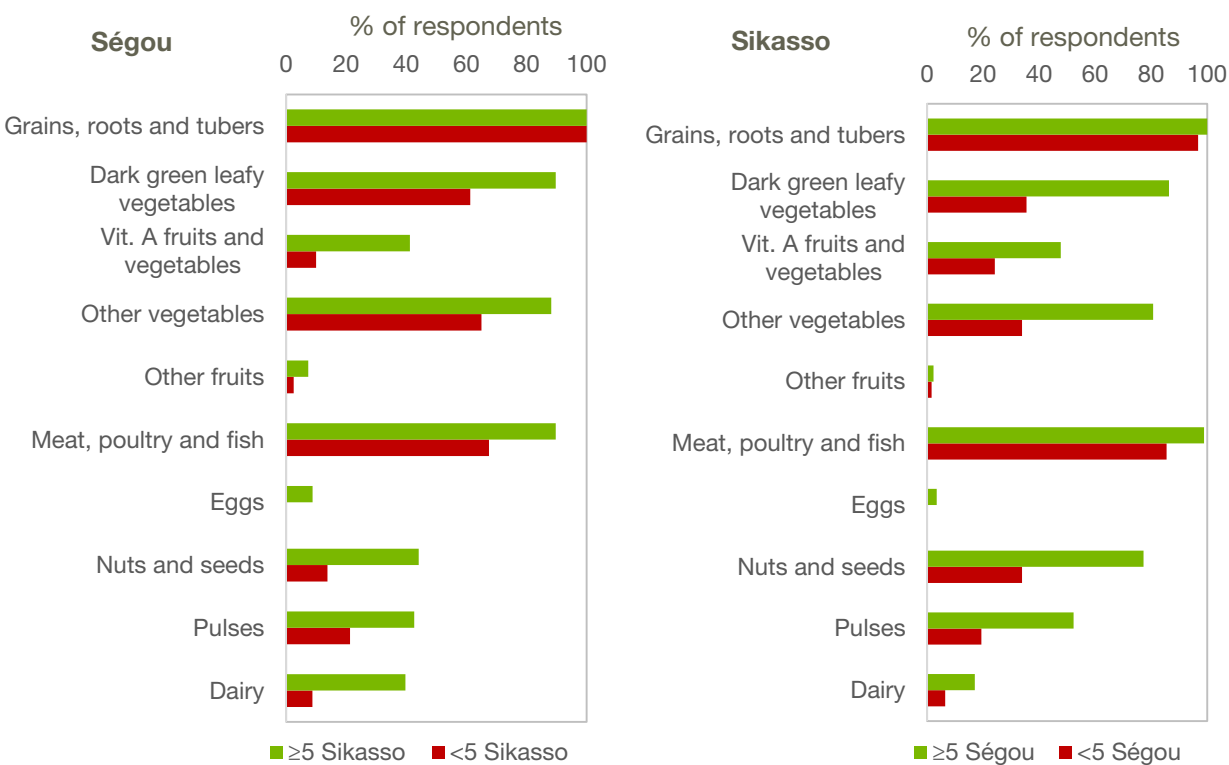 Ségou
% of respondents
0 20 40 60 80 100
Grains, roots and tubers
Dark green leafy
vegetables
Vit. A fruits and
vegetables
Other vegetables
Other fruits
Meat, poultry and fish
Eggs
Nuts and seeds
Pulses
Dairy
≥5 Sikasso <5 Sikasso
Sikasso
% of respondents
0 20 40 60 80 100
Grains, roots and tubers
Dark green leafy
vegetables
Vit. A fruits and
vegetables
Other vegetables
Other fruits
Meat, poultry and fish
Eggs
Nuts and seeds
Pulses
Dairy
≥5 Ségou <5 Ségou